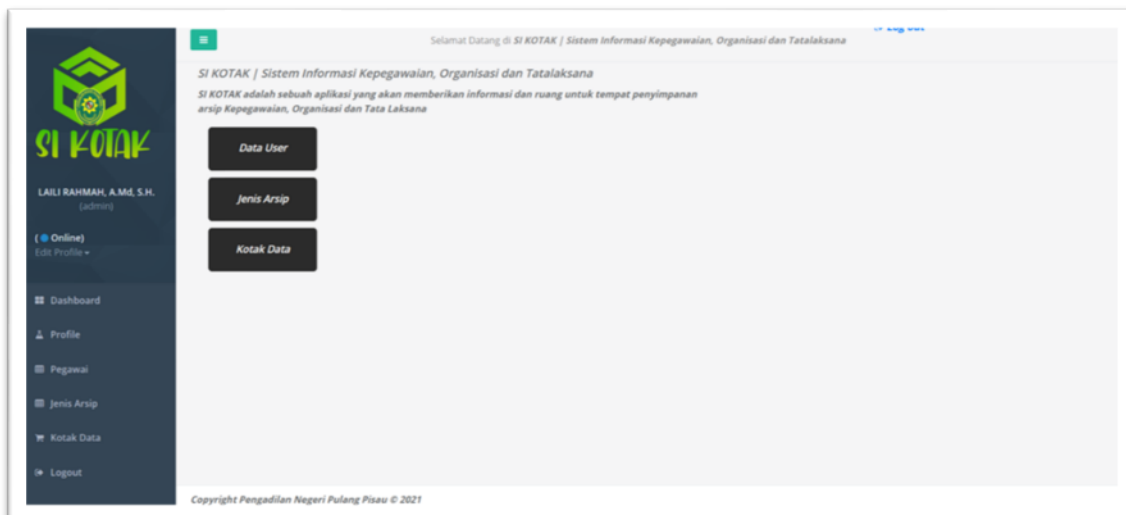 SI KOTAK
LAILI RAHMAH, A.Md, S.H.
(admin)
( Online)
Edit Profile
Dashboard
Profile
Pegawai
Jenis Arsip
Kotak Data
Logout
Selamat Datang di SI KOTAK | Sistem Informasi Kepegawaian, Organisasi dan Tatalaksana
Log out
SI KOTAK | Sistem Informasi Kepegawaian, Organisasi dan Tatalaksana
SI KOTAK adalah sebuah aplikasi yang akan memberikan informasi dan ruang untuk tempat penyimpanan
arsip Kepegawaian, Organisasi dan Tata Laksana
Data User
Jenis Arsip
Kotak Data
Copyright Pengadilan Negeri Pulang Pisau © 2021